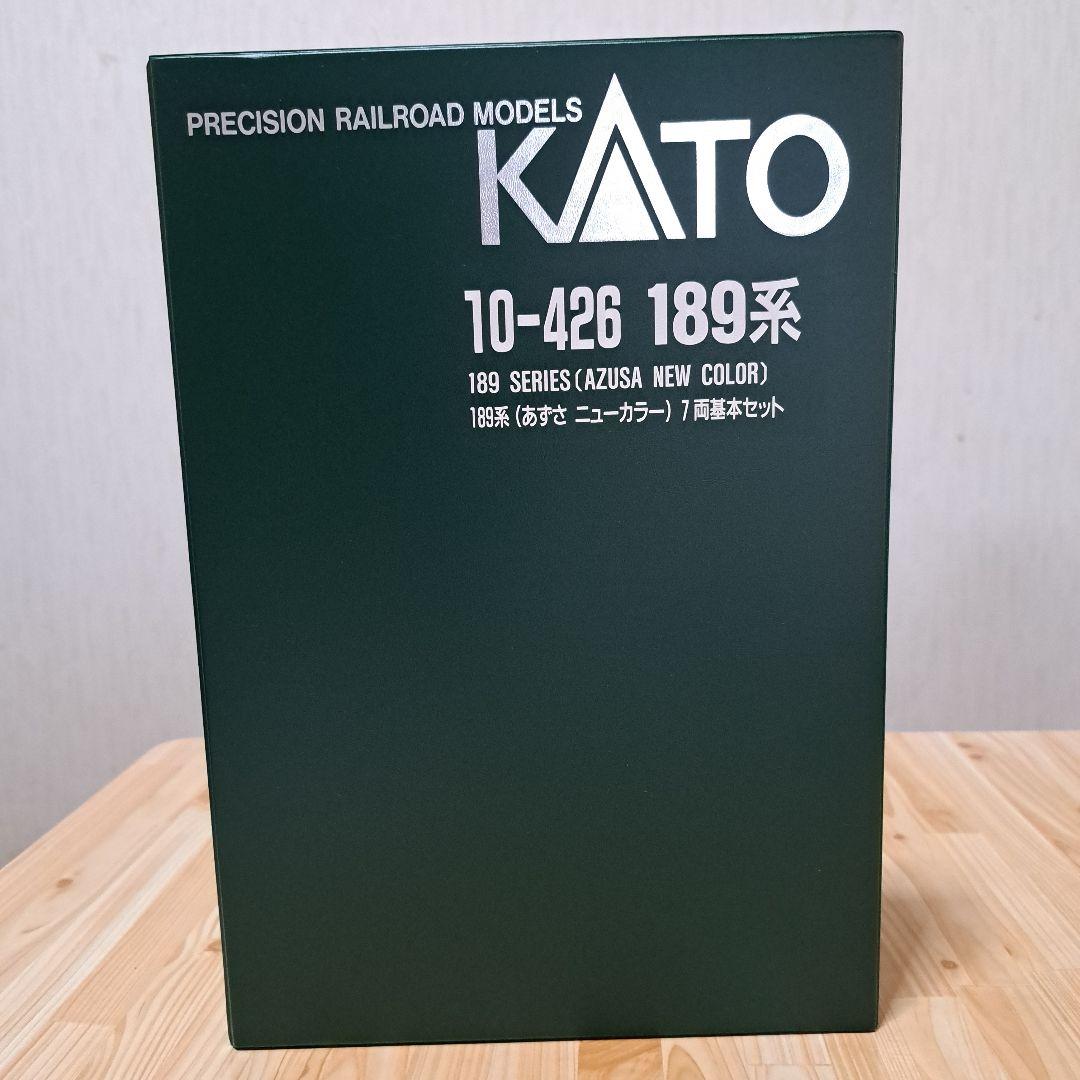 PRECISION RAILROAD MODELS
KATO
10-426 189系
189 SERIES(AZUSA NEW COLOR)
189系(あずさ ニューカラー) 7両基本セット